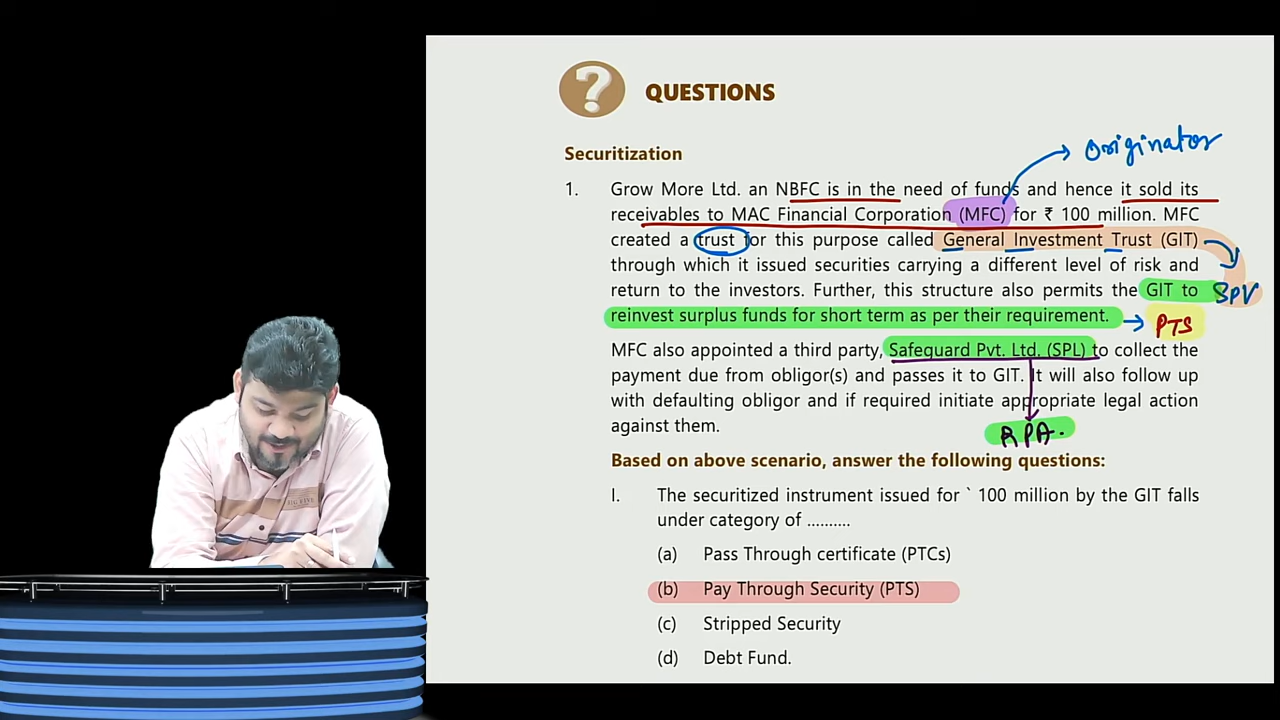 QUESTIONS
Securitization
Originator
1. Grow More Ltd. an NBFC is in the need of funds and hence it sold its
receivables to MAC Financial Corporation (MFC) for ₹ 100 million. MFC
created a trust for this purpose called General Investment Trust (GIT)
through which it issued securities carrying a different level of risk and
return to the investors. Further, this structure also permits the GIT to
SPV
reinvest surplus funds for short term as per their requirement.
PTS
MFC also appointed a third party, Safeguard Pvt. Ltd. (SPL) to collect the
payment due from obligor(s) and passes it to GIT. It will also follow up
with defaulting obligor and if required initiate appropriate legal action
against them.
RPA.
Based on above scenario, answer the following questions:
I. The securitized instrument issued for ` 100 million by the GIT falls
under category of ..........
(a) Pass Through certificate (PTCs)
(b) Pay Through Security (PTS)
(c) Stripped Security
(d) Debt Fund.